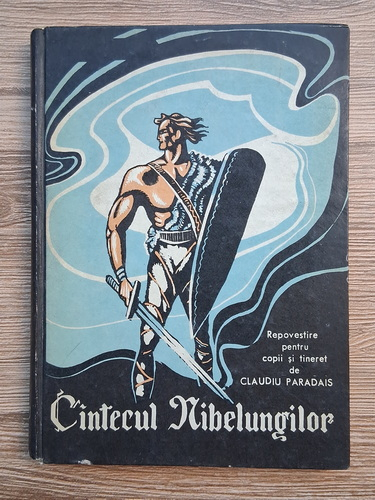 Repovestire
pentru
copii și tineret
de
CLAUDIU PARADAIS
Cîntecul Nibelungilor